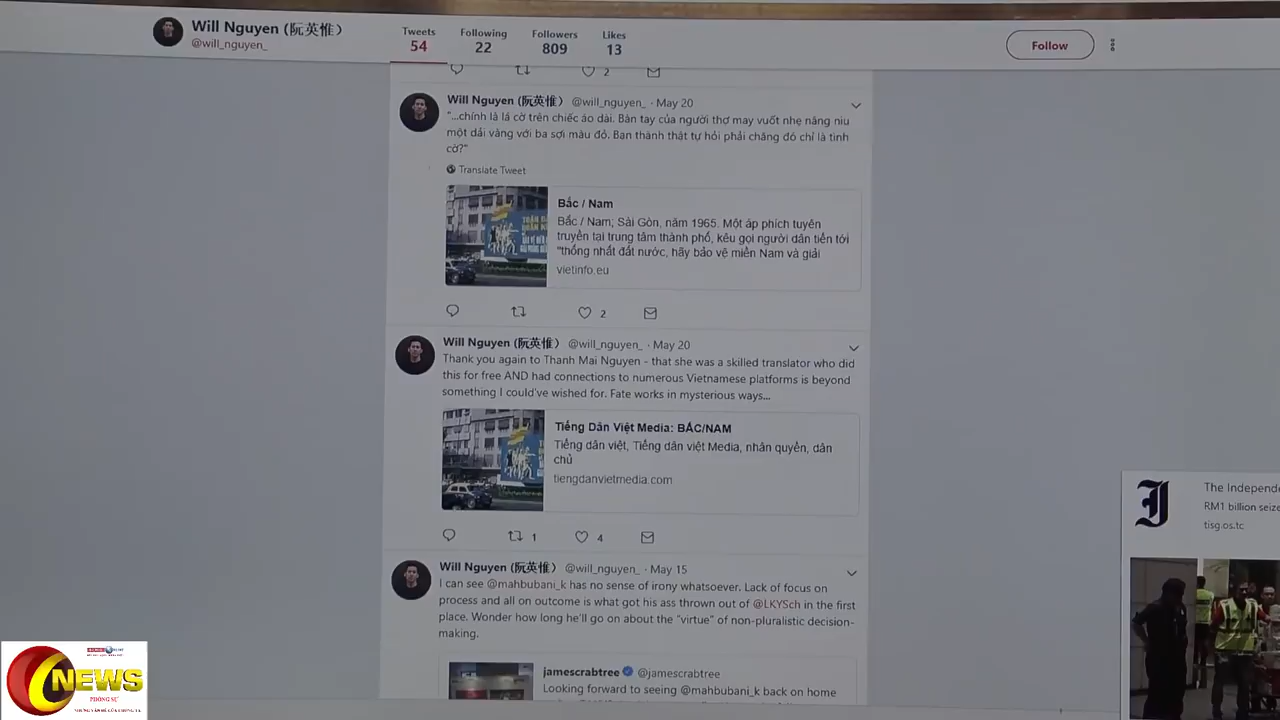 Will Nguyen (阮英惟)
@will_nguyen_
Tweets
54
Following
22
Followers
809
Likes
13
Follow
2
Will Nguyen (阮英惟) @will_nguyen_ · May 20
"...chính là lá cờ trên chiếc áo dài. Bàn tay của người thợ may vuốt nhẹ nâng niu
một dải vàng với ba sợi màu đỏ. Bạn thành thật tự hỏi phải chăng đó chỉ là tình
cờ?"
Translate Tweet
Bắc / Nam
Bắc / Nam; Sài Gòn, năm 1965. Một áp phích tuyên
truyền tại trung tâm thành phố, kêu gọi người dân tiến tới
"thống nhất đất nước, hãy bảo vệ miền Nam và giải
vietinfo.eu
2
Will Nguyen (阮英惟) @will_nguyen_ · May 20
Thank you again to Thanh Mai Nguyen - that she was a skilled translator who did
this for free AND had connections to numerous Vietnamese platforms is beyond
something I could've wished for. Fate works in mysterious ways...
Tiếng Dân Việt Media: BẮC/NAM
Tiếng dân việt, Tiếng dân việt Media, nhân quyền, dân
chủ
tiengdanvietmedia.com
1
4
Will Nguyen (阮英惟) @will_nguyen_ · May 15
I can see @mahbubani_k has no sense of irony whatsoever. Lack of focus on
process and all on outcome is what got his ass thrown out of @LKYSch in the first
place. Wonder how long he'll go on about the "virtue" of non-pluralistic decision-
making.
jamescrabtree @jamescrabtree
Looking forward to seeing @mahbubani_k back on home
The Independe
RM1 billion seize
tisg.os.tc
CNEWS
PHÓNG SỰ